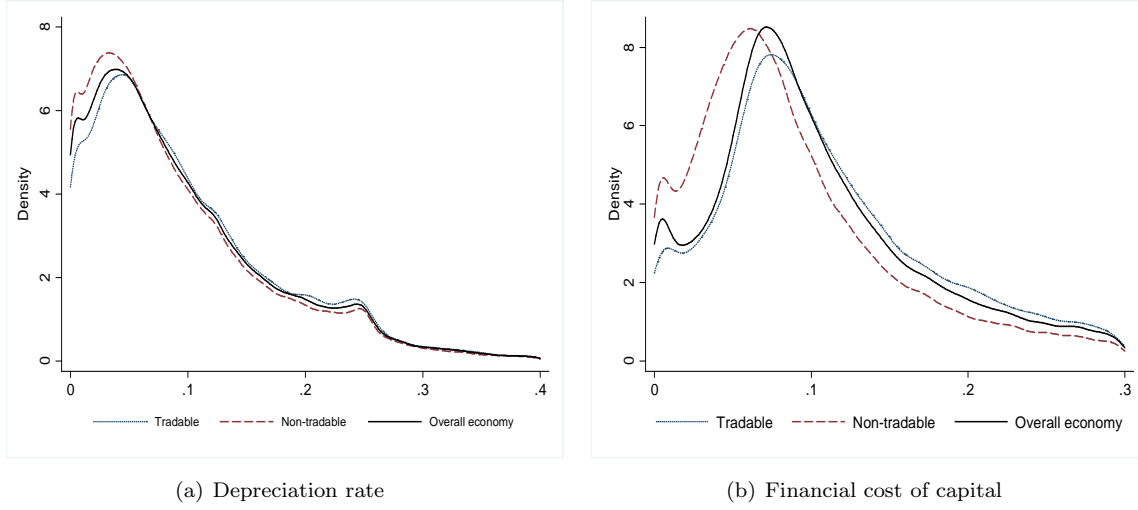 8
6
4
2
0
Density
0 .1 .2 .3 .4
Tradable Non-tradable Overall economy
(a) Depreciation rate
8
6
4
2
0
Density
0 .1 .2 .3
Tradable Non-tradable Overall economy
(b) Financial cost of capital